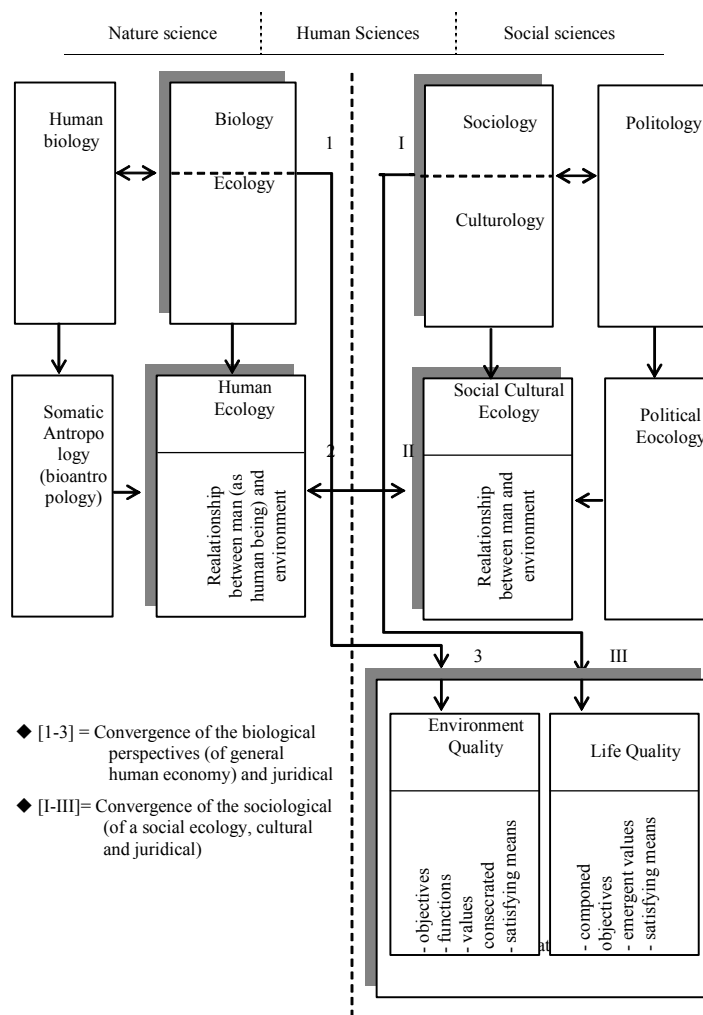 Nature science
Human Sciences
Social sciences
Human
biology
Biology
Ecology
1
I
Sociology
Culturology
Politology
Somatic
Antropo
logy
(bioantro
pology)
Human
Ecology
Realationship
between man (as
human being) and
environment
2
II
Social Cultural
Ecology
Realationship
between man and
environment
Political
Eocology
3
III
◆ [1-3] = Convergence of the biological
perspectives (of general
human economy) and juridical
◆ [I-III]= Convergence of the sociological
(of a social ecology, cultural
and juridical)
Environment
Quality
- objectives
- functions
- values
consecrated
- satisfying means
Life Quality
- componed
objectives
- emergent values
- satisfying means